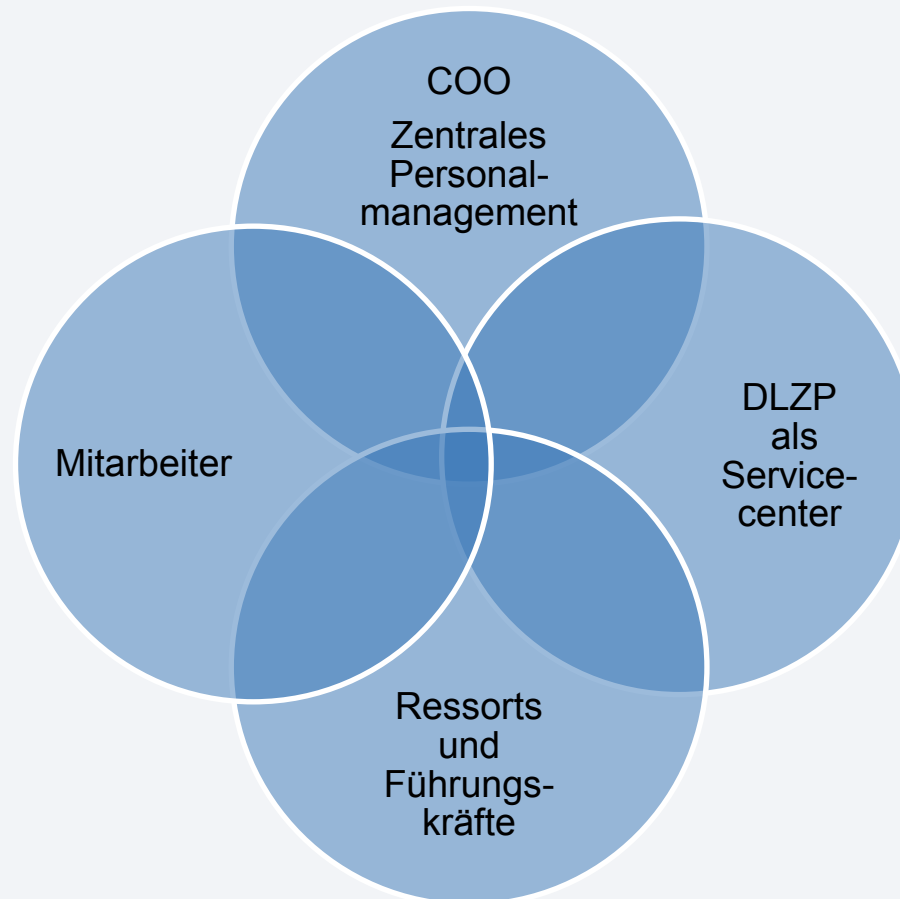 COO
Zentrales
Personal-
management
Mitarbeiter
DLZP
als
Service-
center
Ressorts
und
Führungs-
kräfte